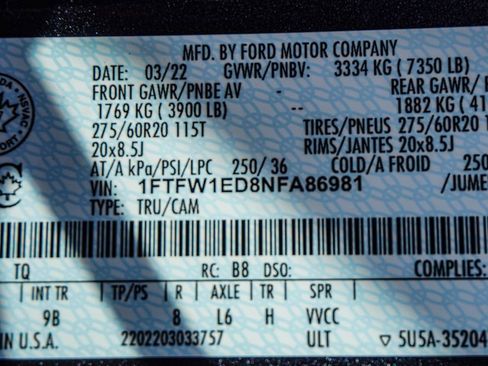 MFD. BY FORD MOTOR COMPANY
DATE: 03/22 GVWR/PNBV: 3334 KG ( 7350 LB)
FRONT GAWR/PNBE AV REAR GAWR/
1769 KG ( 3900 LB) 1882 KG ( 41
275/60R20 115T TIRES/PNEUS 275/60R20
20x8.5J RIMS/JANTES 20x8.5J
AT/A kPa/PSI/LPC 250/ 36 COLD/A FROID 250
VIN: 1FTFW1ED8NFA86981 /JUME
TYPE: TRU/CAM
TQ RC: B8 DSO: COMPLIES:
INT TR TP/PS R AXLE TR SPR
9B 8 L6 H VVCC
IN U.S.A. 2202203033757 ULT ▽ 5U5A-35204